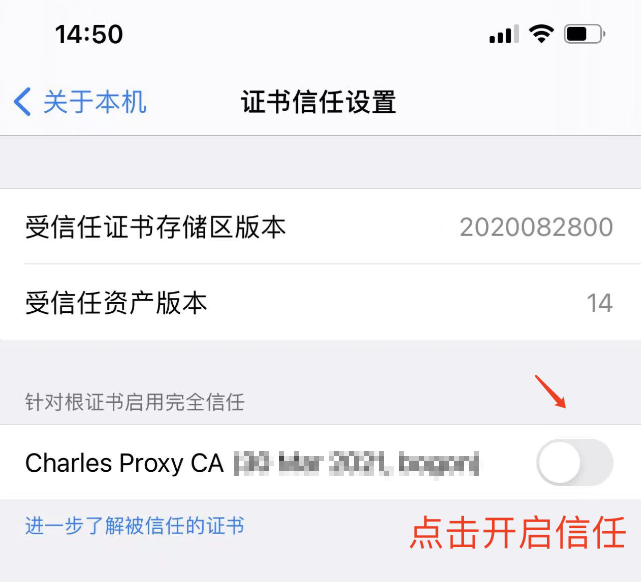 14:50
关于本机
证书信任设置
受信任证书存储区版本 2020082800
受信任资产版本 14
针对根证书启用完全信任
Charles Proxy CA
进一步了解被信任的证书
点击开启信任